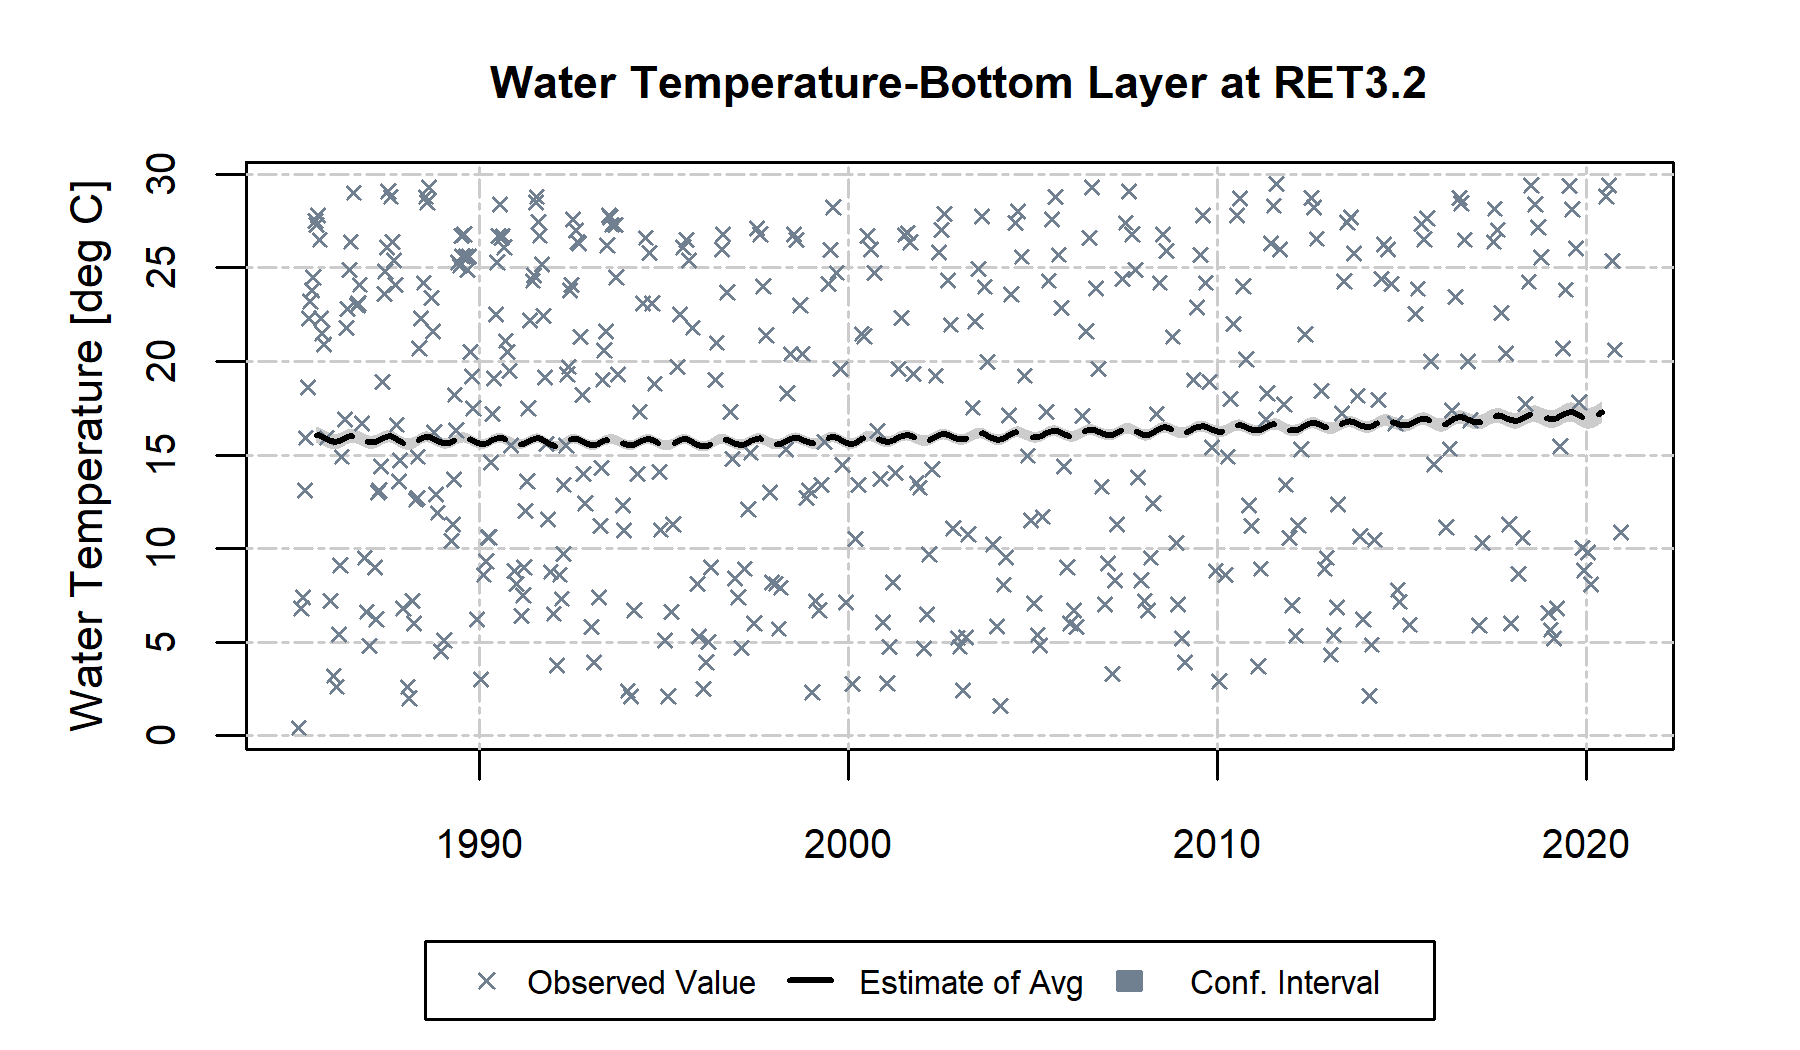 Water Temperature-Bottom Layer at RET3.2
Water Temperature [deg C]
30
25
20
15
10
5
0
1990 2000 2010 2020
Observed Value Estimate of Avg Conf. Interval